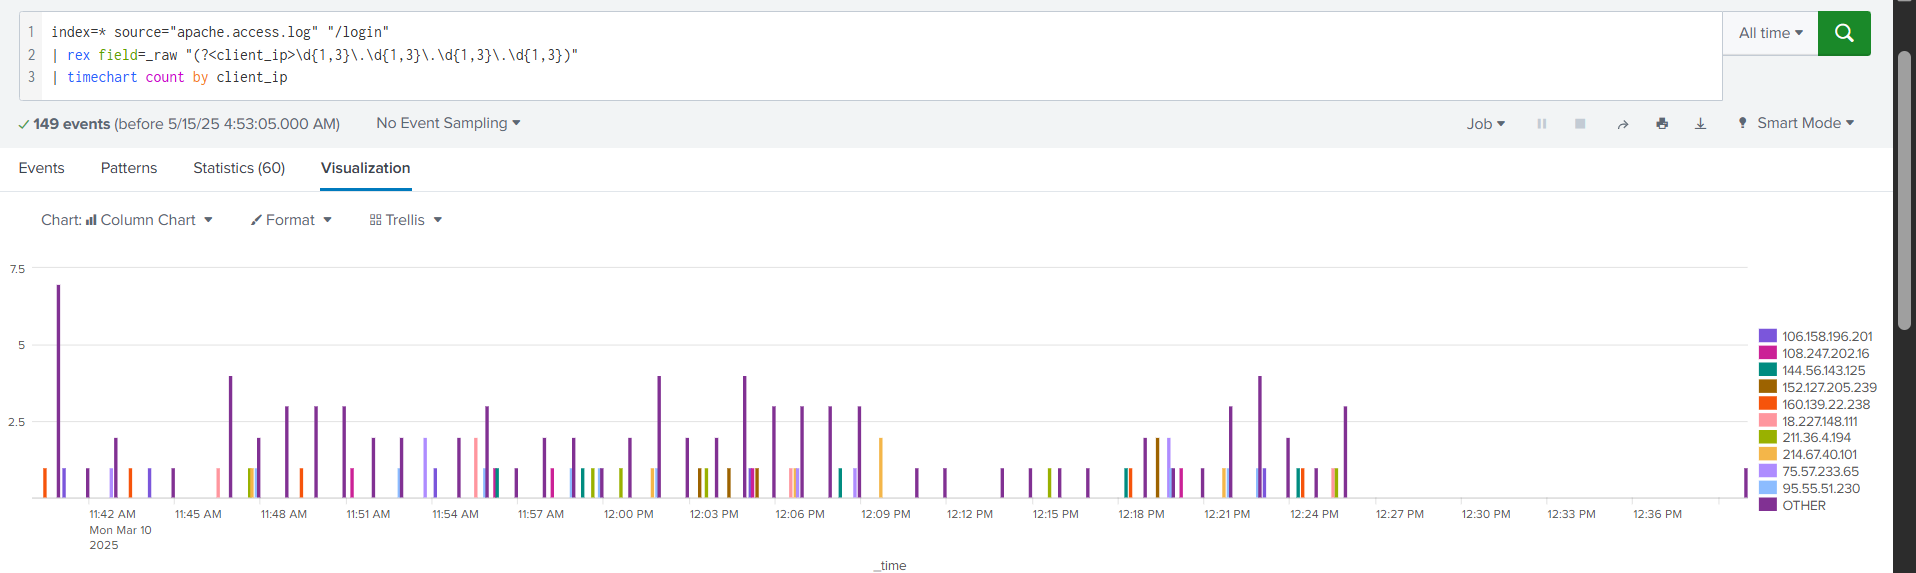 1 index=* source="apache.access.log" "/login"
2 | rex field=_raw "(?<client_ip>\d{1,3}\.\d{1,3}\.\d{1,3}\.\d{1,3})"
3 | timechart count by client_ip
All time
149 events (before 5/15/25 4:53:05.000 AM) No Event Sampling Job Smart Mode
Events Patterns Statistics (60) Visualization
Chart: Column Chart Format Trellis
7.5
5
2.5
106.158.196.201
108.247.202.16
144.56.143.125
152.127.205.239
160.139.22.238
18.227.148.111
211.36.4.194
214.67.40.101
75.57.233.65
95.55.51.230
OTHER
11:42 AM 11:45 AM 11:48 AM 11:51 AM 11:54 AM 11:57 AM 12:00 PM 12:03 PM 12:06 PM 12:09 PM 12:12 PM 12:15 PM 12:18 PM 12:21 PM 12:24 PM 12:27 PM 12:30 PM 12:33 PM 12:36 PM
Mon Mar 10
2025
_time